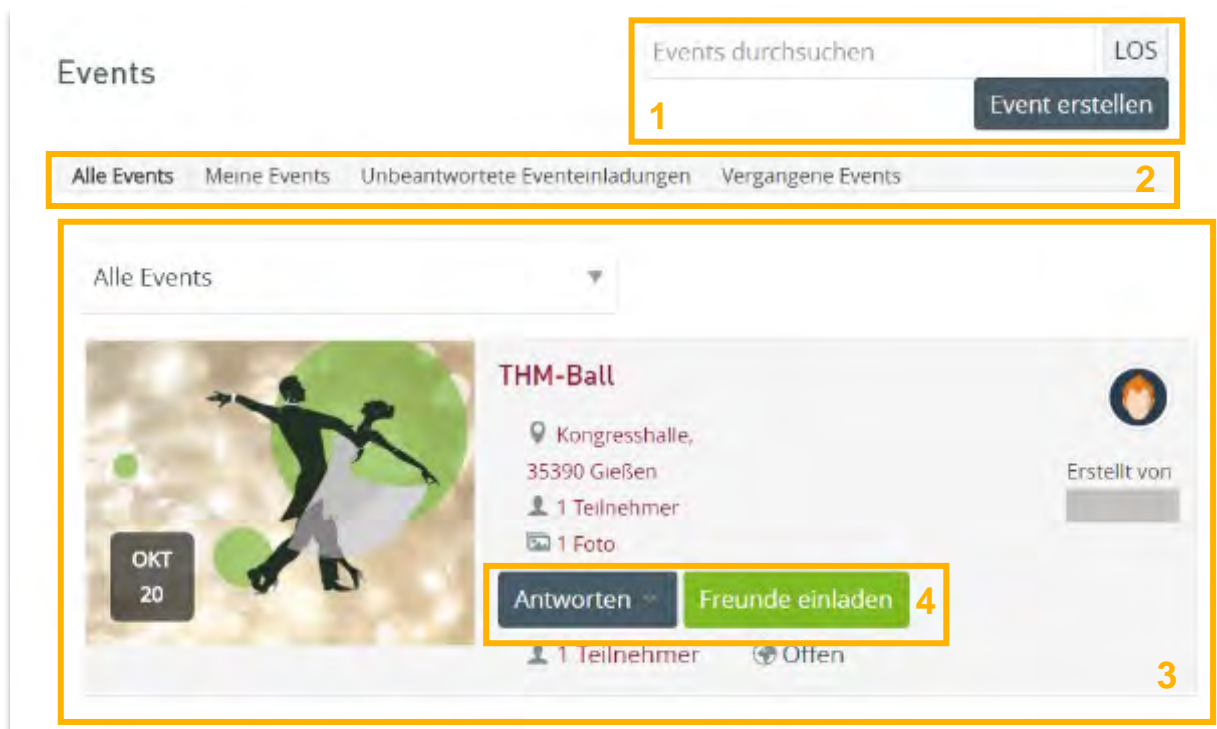 Events
Events durchsuchen LOS
1 Event erstellen
Alle Events Meine Events Unbeantwortete Eventeinladungen Vergangene Events 2
Alle Events
THM-Ball
Kongresshalle,
35390 Gießen
Erstellt von
1 Teilnehmer
1 Foto
OKT
20
Antworten Freunde einladen 4
1 Teilnehmer Offen
3